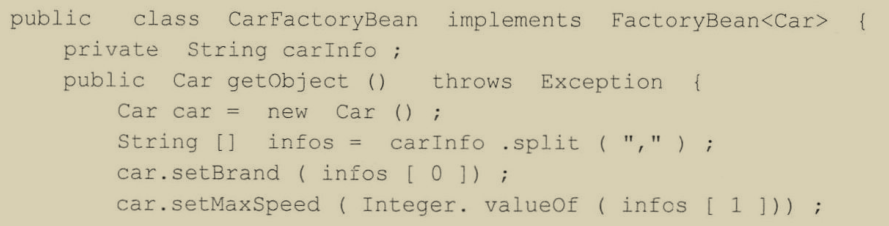 public class CarFactoryBean implements FactoryBean<Car> {
private String carInfo ;
public Car getObject () throws Exception {
Car car = new Car () ;
String [] infos = carInfo .split ( "," ) ;
car.setBrand ( infos [ 0 ]) ;
car.setMaxSpeed ( Integer. valueOf ( infos [ 1 ])) ;